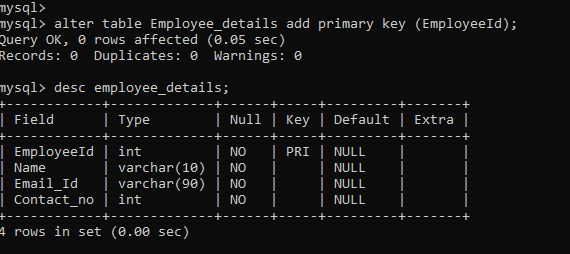 mysql>
mysql> alter table Employee_details add primary key (EmployeeId);
Query OK, 0 rows affected (0.05 sec)
Records: 0  Duplicates: 0  Warnings: 0

mysql> desc employee_details;
+------------+-------------+------+-----+---------+-------+
| Field      | Type        | Null | Key | Default | Extra |
+------------+-------------+------+-----+---------+-------+
| EmployeeId | int         | NO   | PRI | NULL    |       |
| Name       | varchar(10) | NO   |     | NULL    |       |
| Email_Id   | varchar(90) | NO   |     | NULL    |       |
| Contact_no | int         | NO   |     | NULL    |       |
+------------+-------------+------+-----+---------+-------+
4 rows in set (0.00 sec)